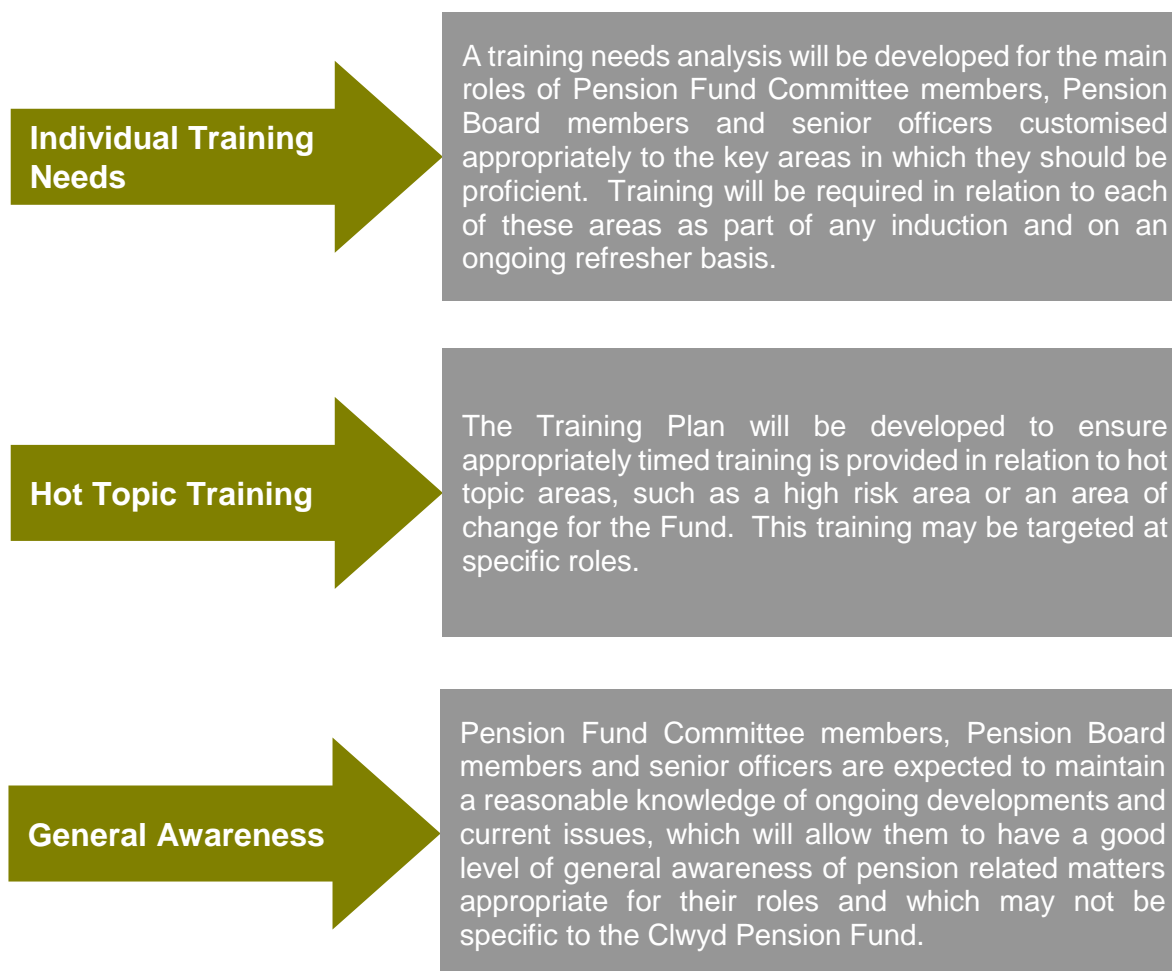 Individual Training
Needs
A training needs analysis will be developed for the main
roles of Pension Fund Committee members, Pension
Board members and senior officers customised
appropriately to the key areas in which they should be
proficient. Training will be required in relation to each
of these areas as part of any induction and on an
ongoing refresher basis.
Hot Topic Training
The Training Plan will be developed to ensure
appropriately timed training is provided in relation to hot
topic areas, such as a high risk area or an area of
change for the Fund. This training may be targeted at
specific roles.
General Awareness
Pension Fund Committee members, Pension Board
members and senior officers are expected to maintain
a reasonable knowledge of ongoing developments and
current issues, which will allow them to have a good
level of general awareness of pension related matters
appropriate for their roles and which may not be
specific to the Clwyd Pension Fund.